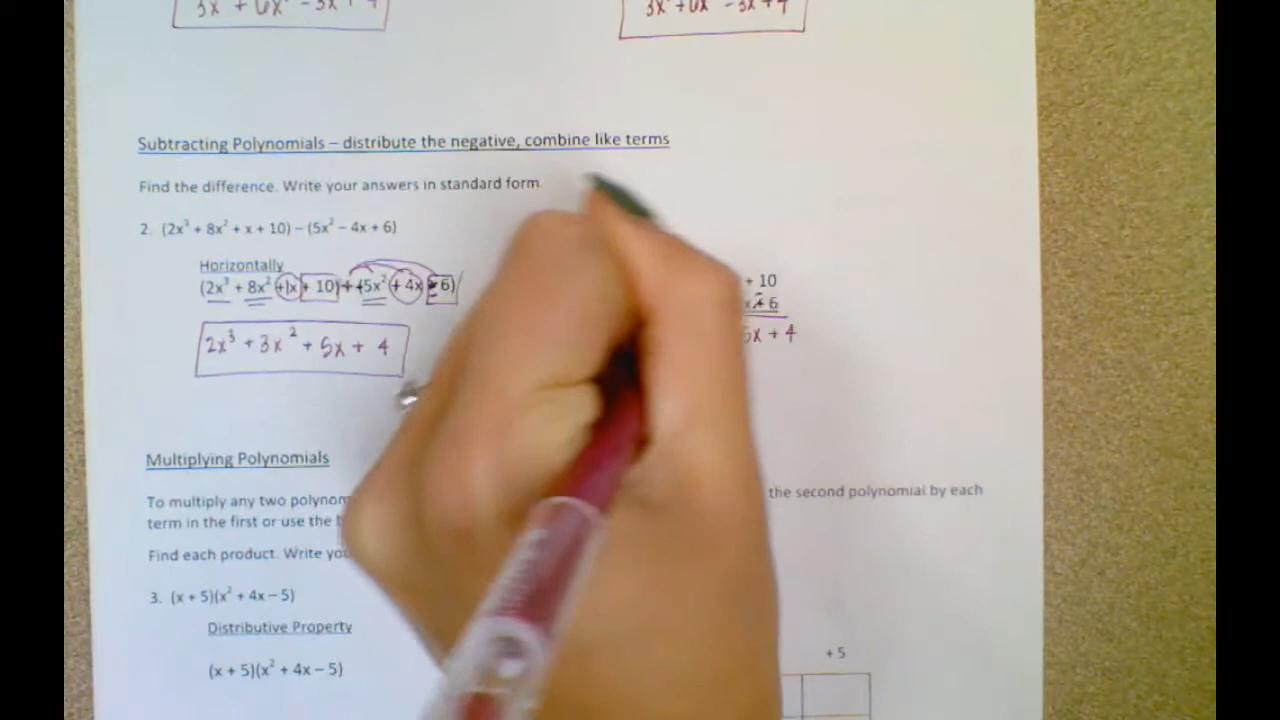 3x + 6x² - 3x + 4
3x + 6x - 3x + 4
Subtracting Polynomials – distribute the negative, combine like terms
Find the difference. Write your answers in standard form.
2. (2x³ + 8x² + x + 10) – (5x² – 4x + 6)
Horizontally
(2x³ + 8x² + 1x + 10) + -5x² + 4x - 6)
+ 10
x + 6
2x³ + 3x² + 5x + 4
5x + 4
Multiplying Polynomials
To multiply any two the second polynomial by each
term in the first or use the
Find each product. Write
3. (x + 5)(x² + 4x – 5)
Distributive Property
+ 5
(x + 5)(x² + 4x – 5)